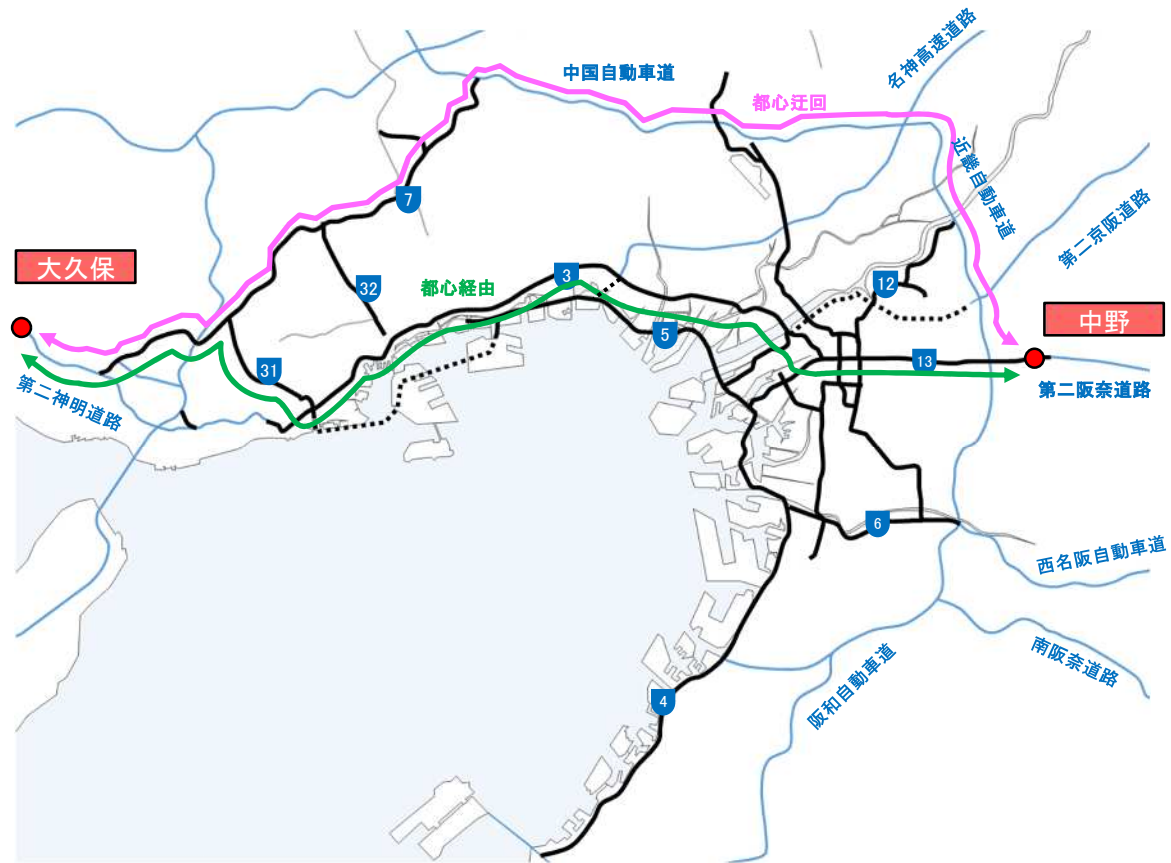 名神高速道路
中国自動車道
都心迂回
近畿自動車道
7
第二京阪道路
大久保
3
32
都心経由
12
5
中野
13
31
第二阪奈道路
第二神明道路
6
西名阪自動車道
南阪奈道路
阪和自動車道
4